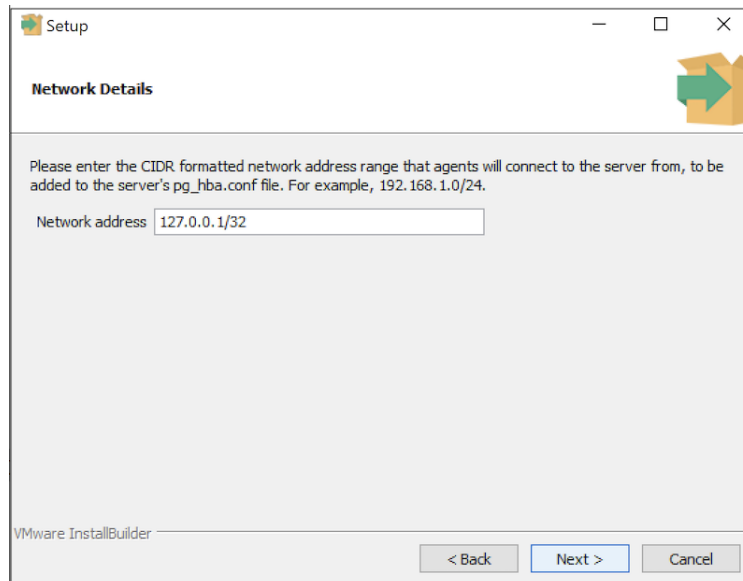 Setup
Network Details
Please enter the CIDR formatted network address range that agents will connect to the server from, to be
added to the server's pg_hba.conf file. For example, 192.168.1.0/24.
Network address 127.0.0.1/32
VMware InstallBuilder
< Back Next > Cancel